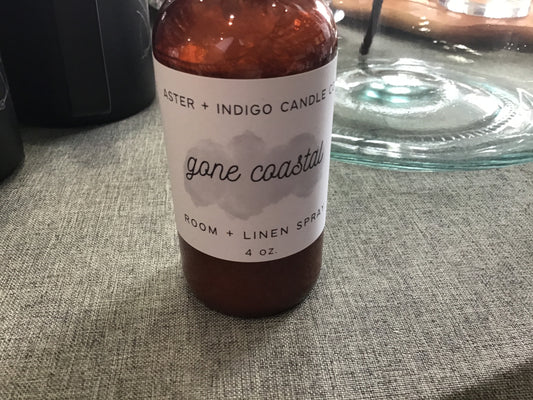 ASTER + INDIGO CANDLE
gone coastal
ROOM + LINEN SPRAY
4 OZ.